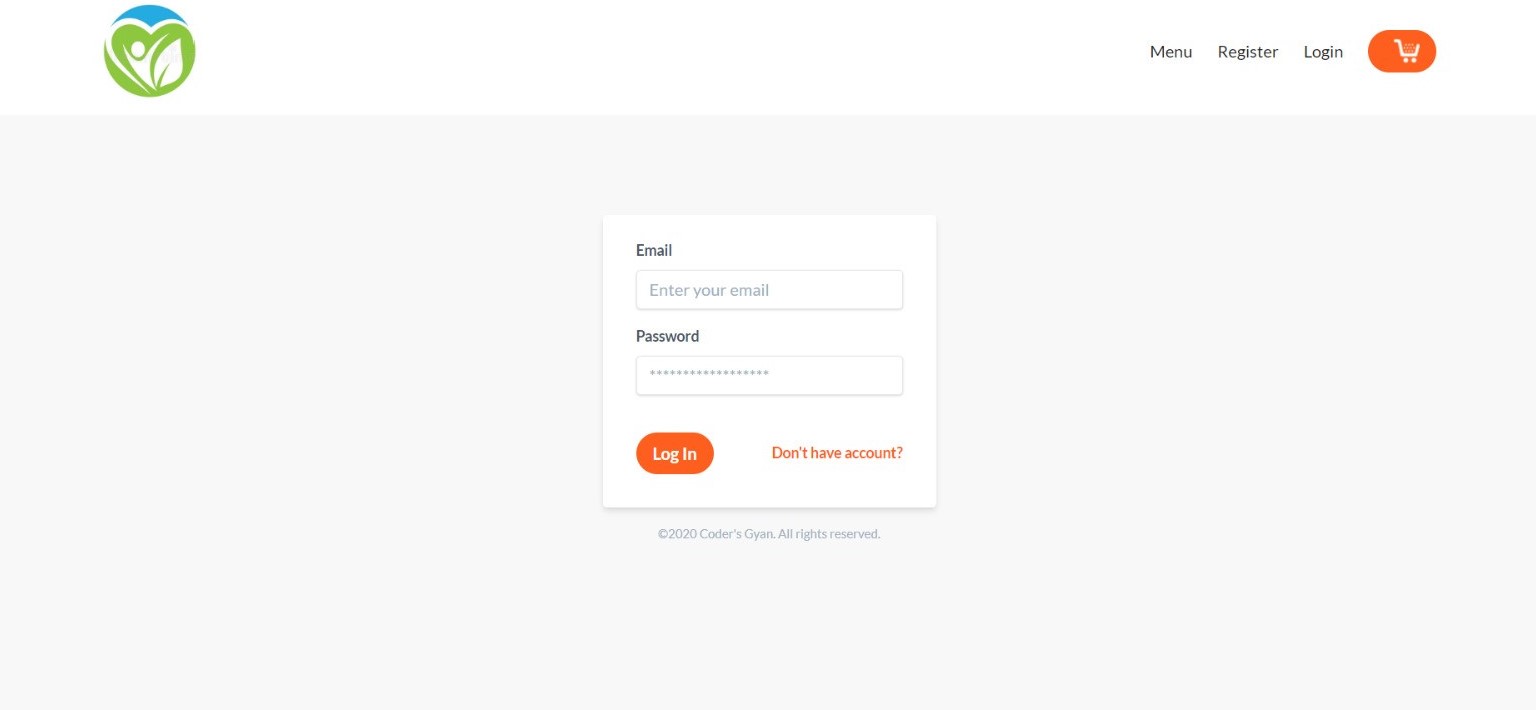 Menu Register Login
Email
Enter your email
Password
******************
Log In Don't have account?
©2020 Coder's Gyan. All rights reserved.